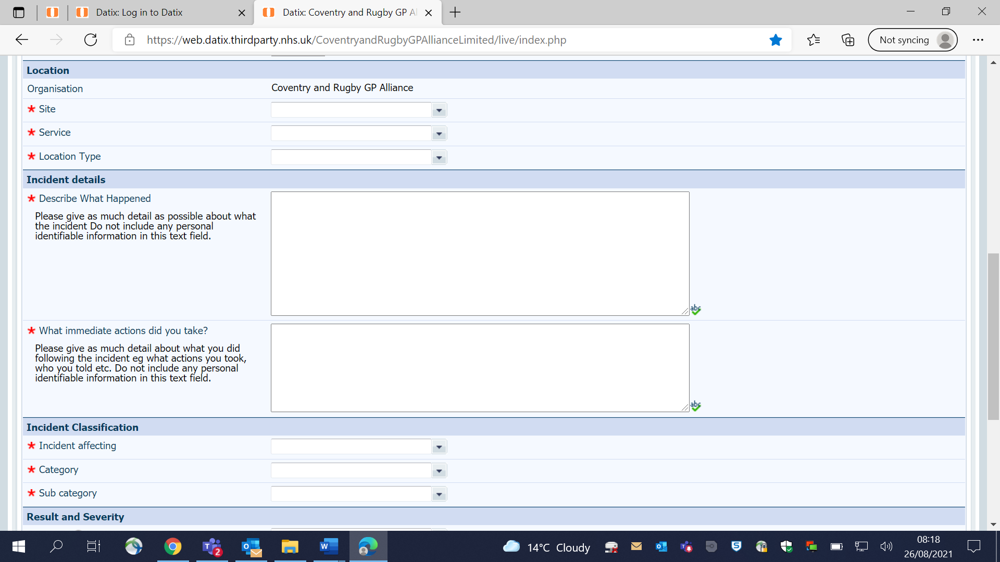 Datix: Log in to Datix
Datix: Coventry and Rugby GP Al
https://web.datix.thirdparty.nhs.uk/CoventryandRugbyGPAllianceLimited/live/index.php
Not syncing
Location
Organisation
Coventry and Rugby GP Alliance
* Site
* Service
* Location Type
Incident details
* Describe What Happened
Please give as much detail as possible about what
the incident Do not include any personal
identifiable information in this text field.
abc
* What immediate actions did you take?
Please give as much detail about what you did
following the incident eg what actions you took,
who you told etc. Do not include any personal
identifiable information in this text field.
abc
Incident Classification
* Incident affecting
* Category
* Sub category
Result and Severity
14°C Cloudy
08:18
26/08/2021
2